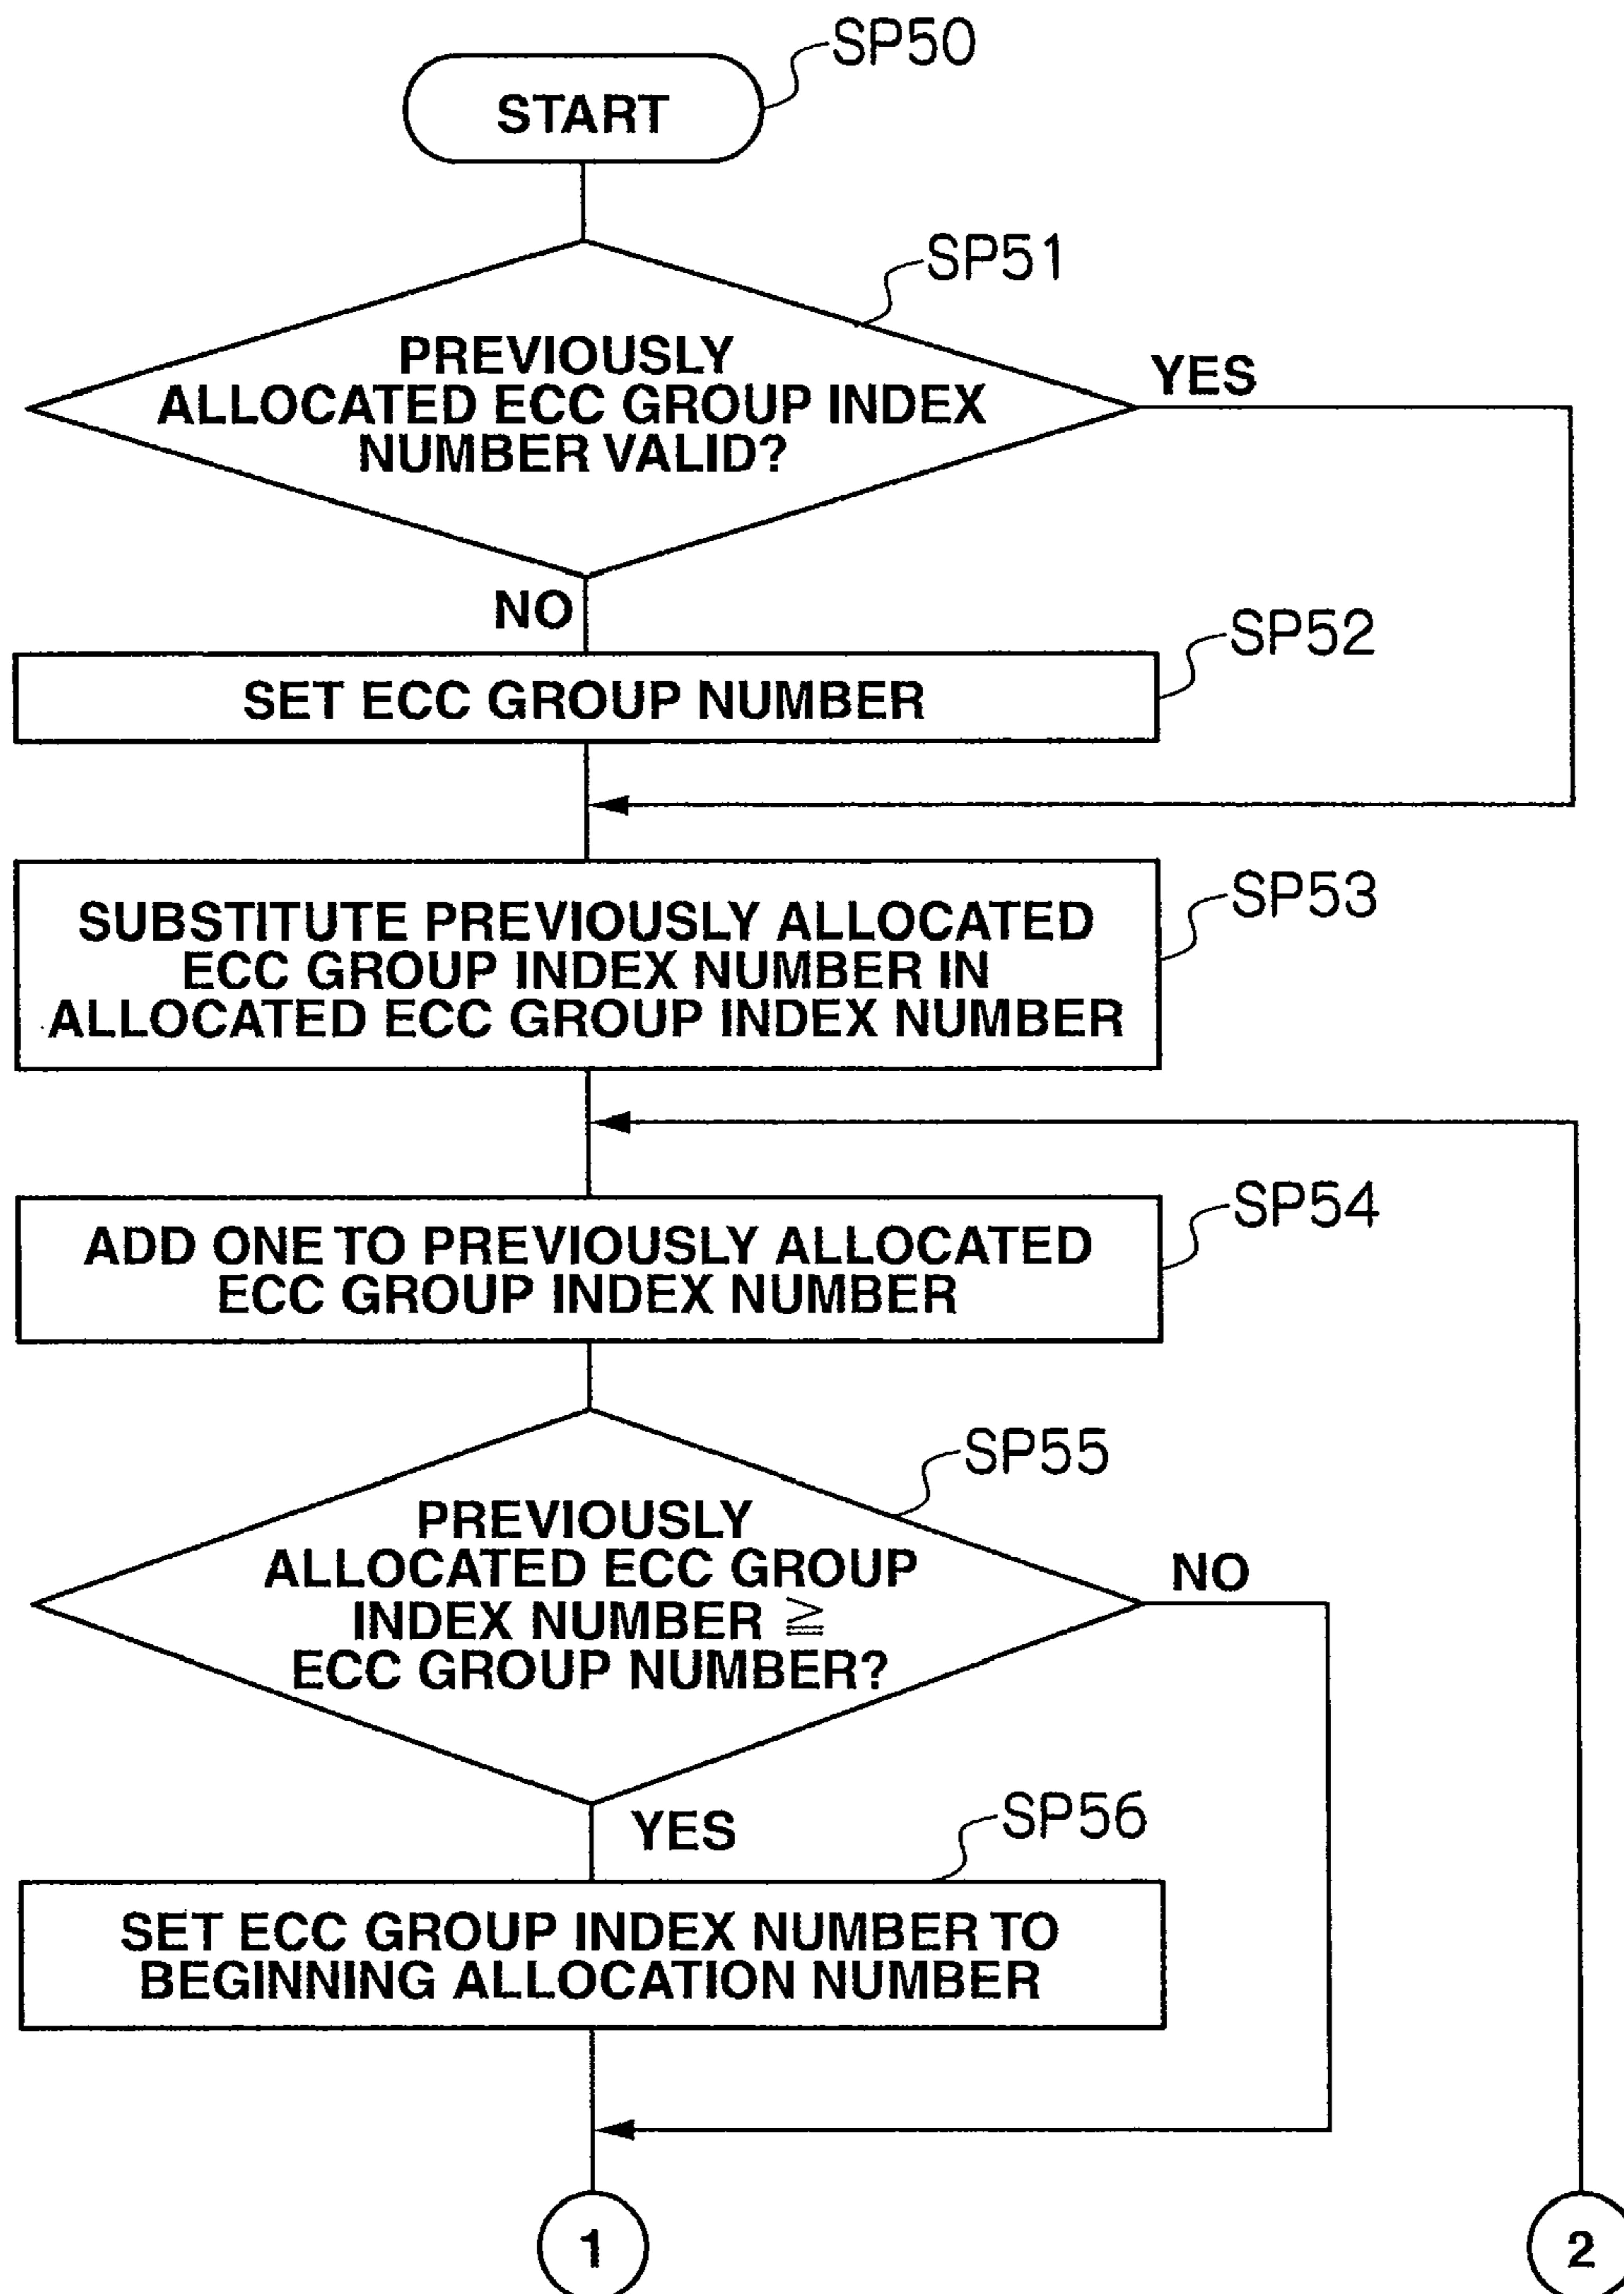 SP50
START
SP51
PREVIOUSLY
ALLOCATED ECC GROUP INDEX
NUMBER VALID?
YES
NO
SP52
SET ECC GROUP NUMBER
SP53
SUBSTITUTE PREVIOUSLY ALLOCATED
ECC GROUP INDEX NUMBER IN
ALLOCATED ECC GROUP INDEX NUMBER
SP54
ADD ONE TO PREVIOUSLY ALLOCATED
ECC GROUP INDEX NUMBER
SP55
PREVIOUSLY
ALLOCATED ECC GROUP
INDEX NUMBER ≧
ECC GROUP NUMBER?
NO
YES
SP56
SET ECC GROUP INDEX NUMBER TO
BEGINNING ALLOCATION NUMBER
1
2